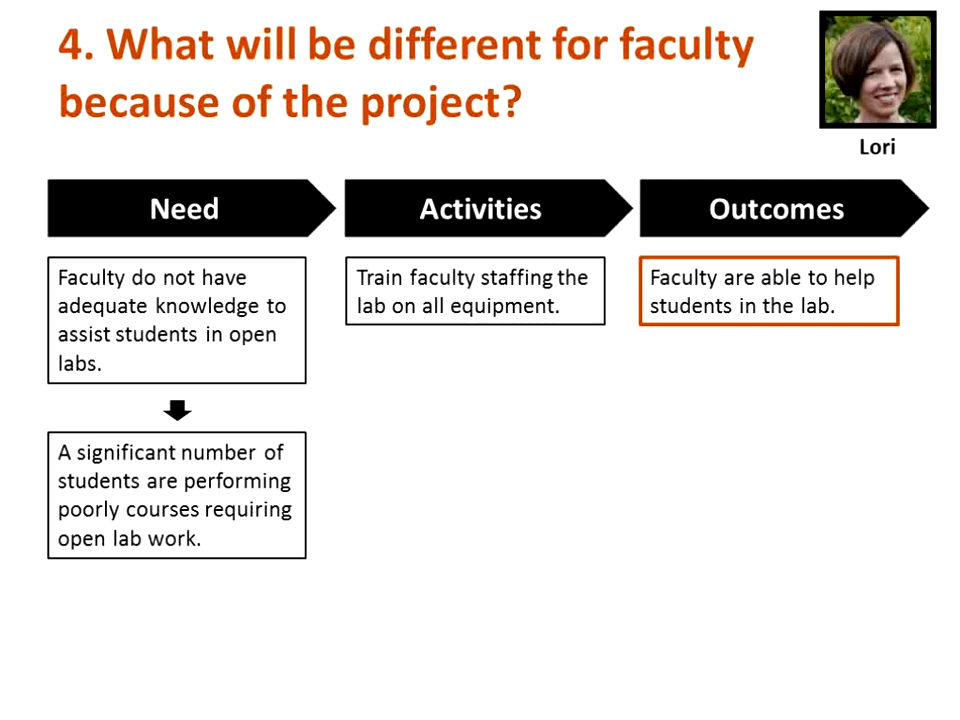 4. What will be different for faculty
because of the project?
Lori
Need
Activities
Outcomes
Faculty do not have
adequate knowledge to
assist students in open
labs.
Train faculty staffing the
lab on all equipment.
Faculty are able to help
students in the lab.
A significant number of
students are performing
poorly courses requiring
open lab work.